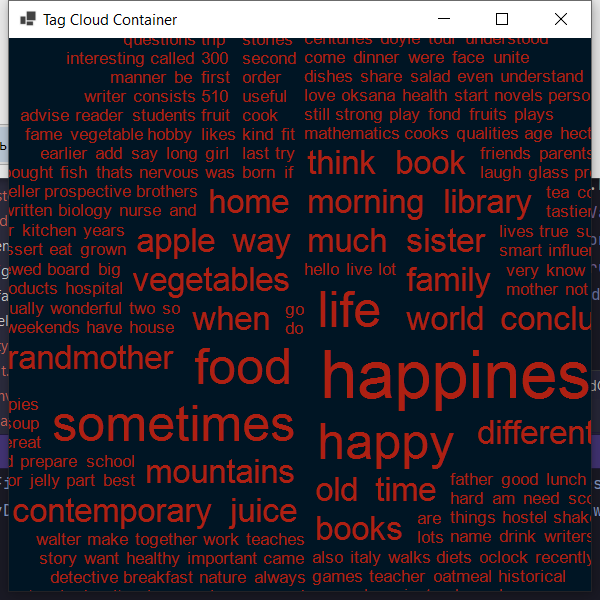 Tag Cloud Container
questions trip stories centuries doyle tour understood
interesting called 300 second come dinner were face unite
manner be first order dishes share salad even understand
writer consists 510 useful love oksana health start novels perso
advise reader students fruit cook still strong play fond fruits plays
fame vegetable hobby likes kind fit mathematics cooks qualities age hect
earlier add say long girl last try think book friends parents
ought fish thats nervous was born if laugh glass pr
eller prospective brothers home morning library tea co
written biology nurse and tastier
r kitchen years apple way much sister lives true su
ssert eat grown smart influen
wed board big vegetables hello live lot family very know
oducts hospital mother not
ually wonderful two so when go life world conclu
weekends have house do
randmother food happines
pies sometimes happy different
soup
ereat
d prepare school mountains old time father good lunch
or jelly part best hard am need sco
contemporary juice books are things hostel shake
walter make together work teaches lots name drink writers
story want healthy important came also italy walks diets oclock recently
detective breakfast nature always games teacher oatmeal historical